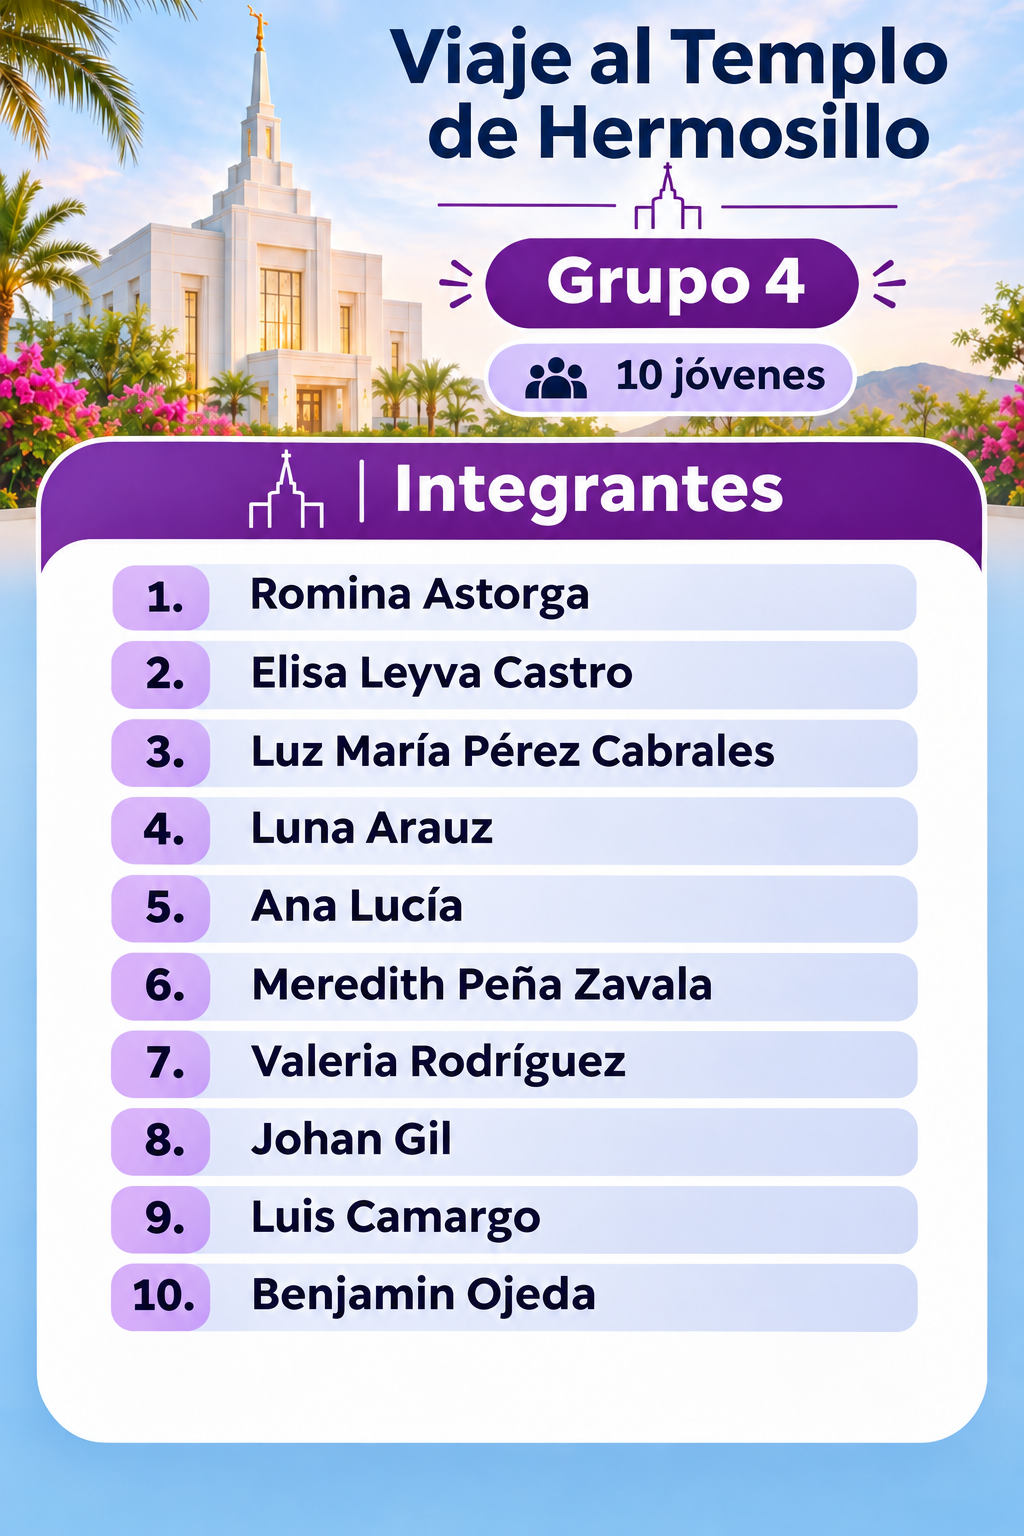 Viaje al Templo
de Hermosillo
Grupo 4
10 jóvenes
Integrantes
1. Romina Astorga
2. Elisa Leyva Castro
3. Luz María Pérez Cabrales
4. Luna Arauz
5. Ana Lucía
6. Meredith Peña Zavala
7. Valeria Rodríguez
8. Johan Gil
9. Luis Camargo
10. Benjamin Ojeda